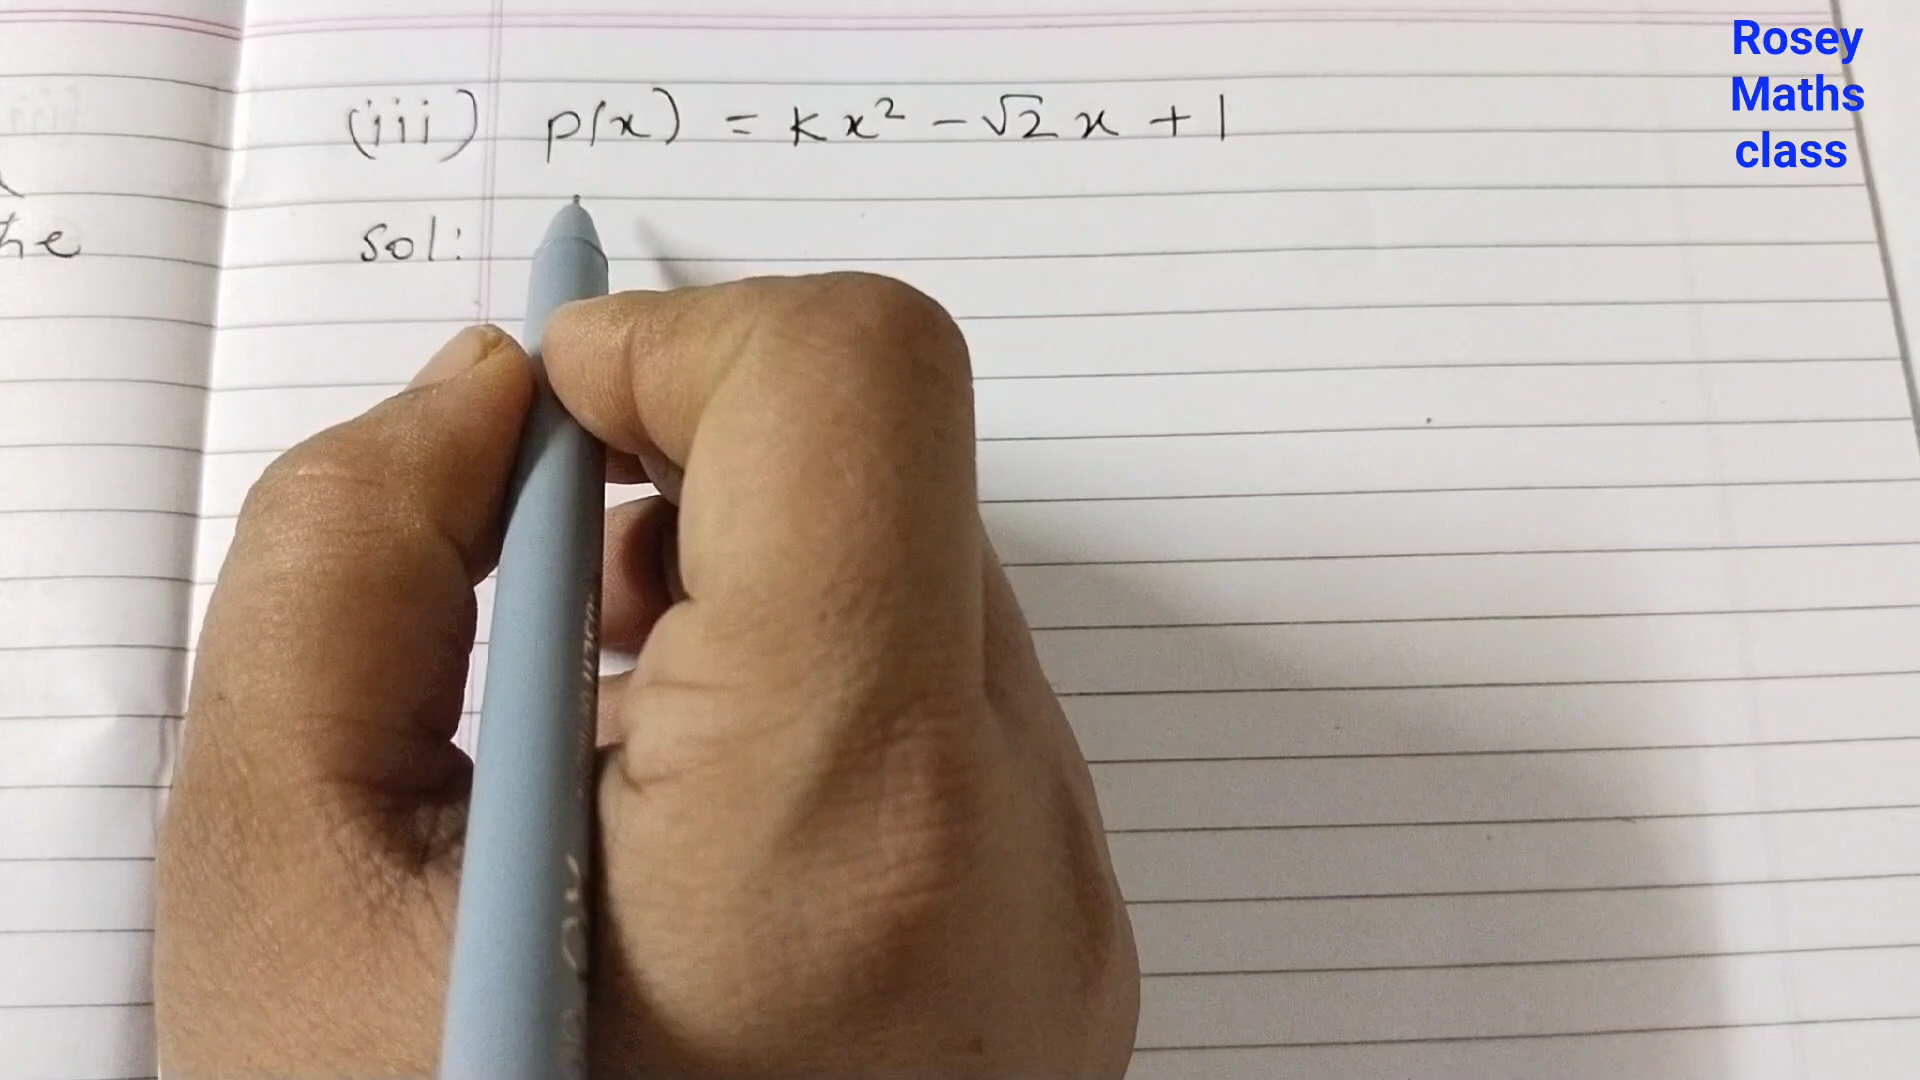 Rosey
Maths
class
(iii) p(x) = kx² - √2x + 1
he
Sol: